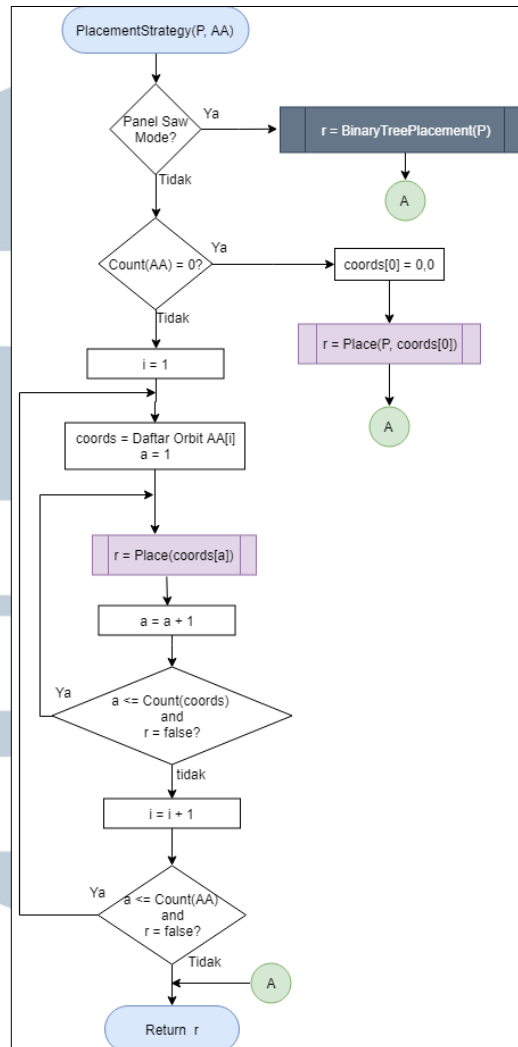 PlacementStrategy(P, AA)
Panel Saw
Mode?
Ya
r = BinaryTreePlacement(P)
A
Tidak
Count(AA) = 0?
Ya
coords[0] = 0,0
r = Place(P, coords[0])
A
Tidak
i = 1
coords = Daftar Orbit AA[i]
a = 1
r = Place(coords[a])
a = a + 1
Ya
a <= Count(coords)
and
r = false?
tidak
i = i + 1
Ya
a <= Count(AA)
and
r = false?
Tidak
A
Return r